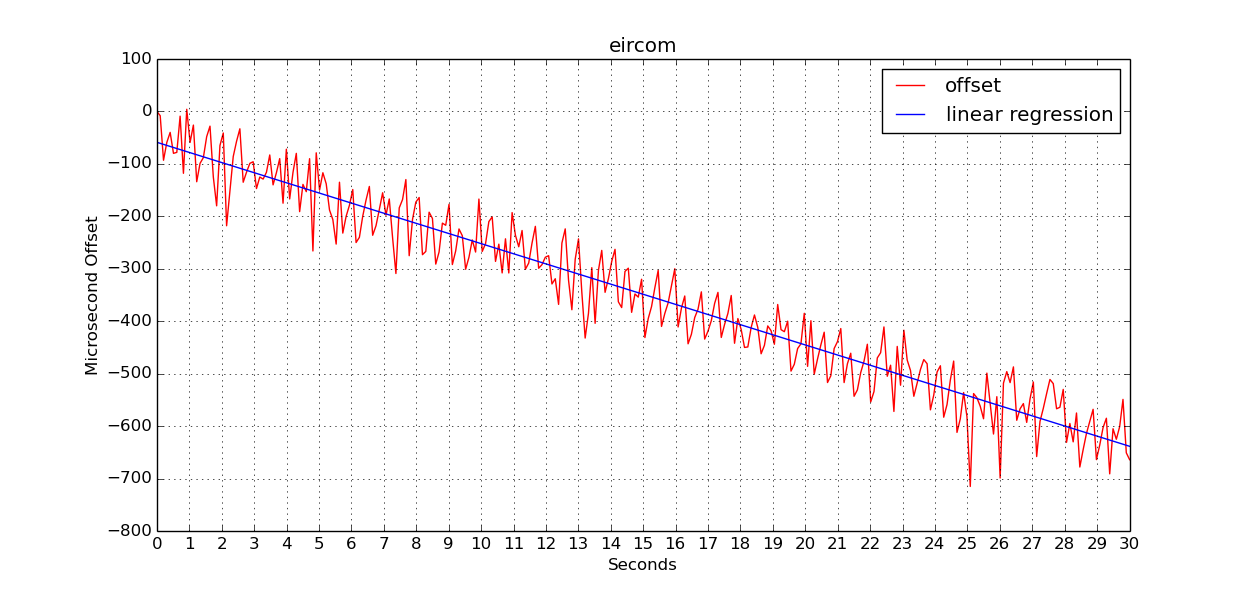 eircom
offset
linear regression
100
0
−100
−200
−300
−400
−500
−600
−700
−800
Microsecond Offset
0 1 2 3 4 5 6 7 8 9 10 11 12 13 14 15 16 17 18 19 20 21 22 23 24 25 26 27 28 29 30
Seconds